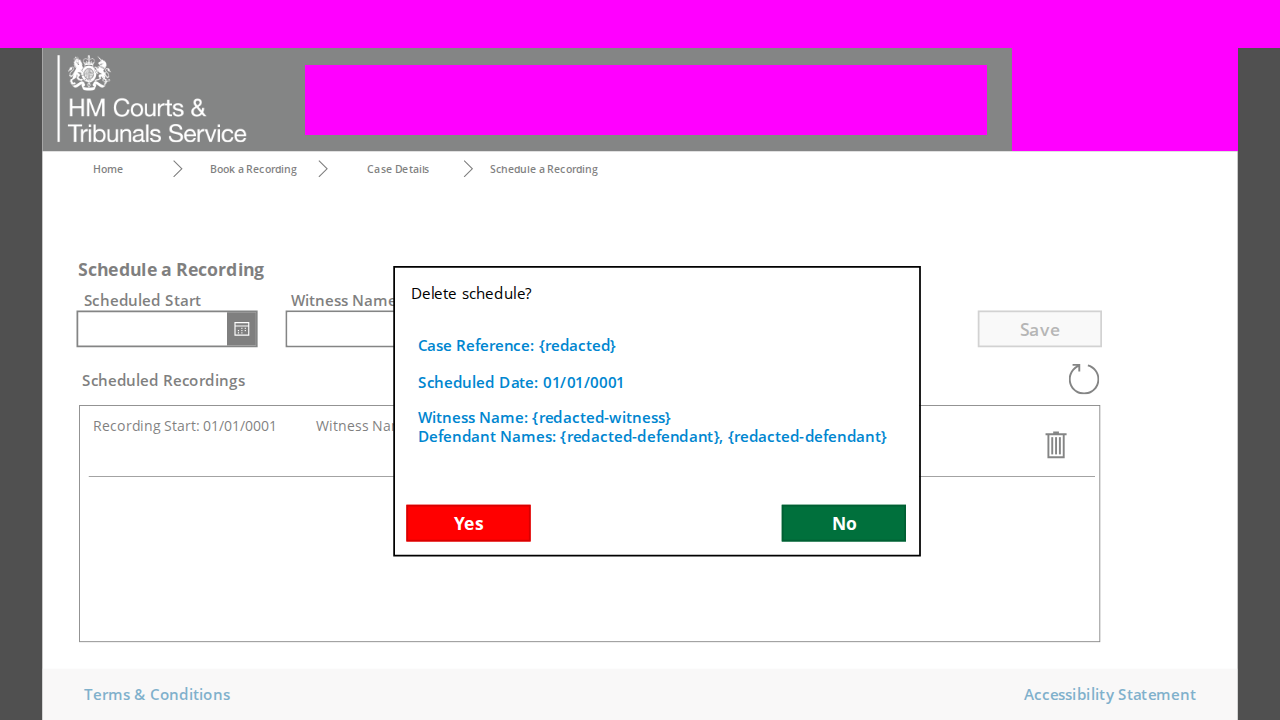 HM Courts &
Tribunals Service
Home
Book a Recording
Case Details
Schedule a Recording
Schedule a Recording
Scheduled Start
Witness Name
Save
Scheduled Recordings
Recording Start: 01/01/0001
Delete schedule?
Case Reference: {redacted}
Scheduled Date: 01/01/0001
Witness Name: {redacted-witness}
Defendant Names: {redacted-defendant}, {redacted-defendant}
Yes
No
Terms & Conditions
Accessibility Statement